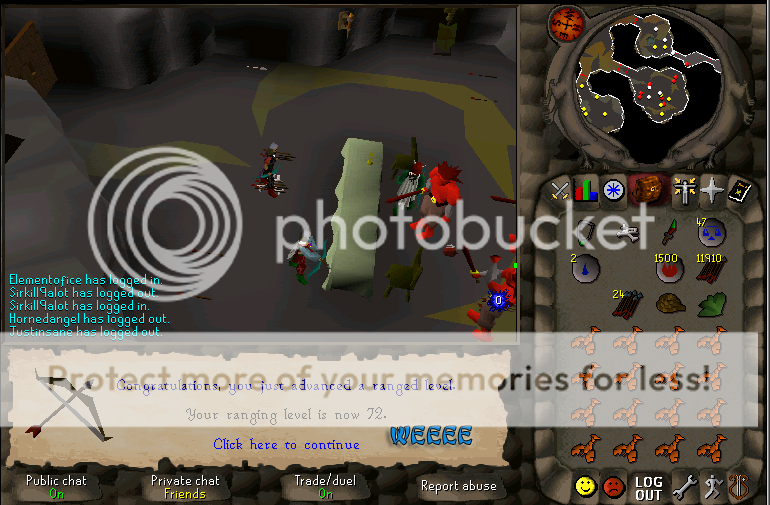 photobucket
Elementofice has logged in.
Sirkill9alot has logged out.
Sirkill9alot has logged in.
Hornedangel has logged out.
Justinsane has logged out.
0
47
2
1500
11910
24
Protect more of your memories for less!
Congratulations, you just advanced a ranged level.
Your ranging level is now 72.
Click here to continue
WEEEE
Public chat
On
Private chat
Friends
Trade/duel
On
Report abuse
LOG
OUT